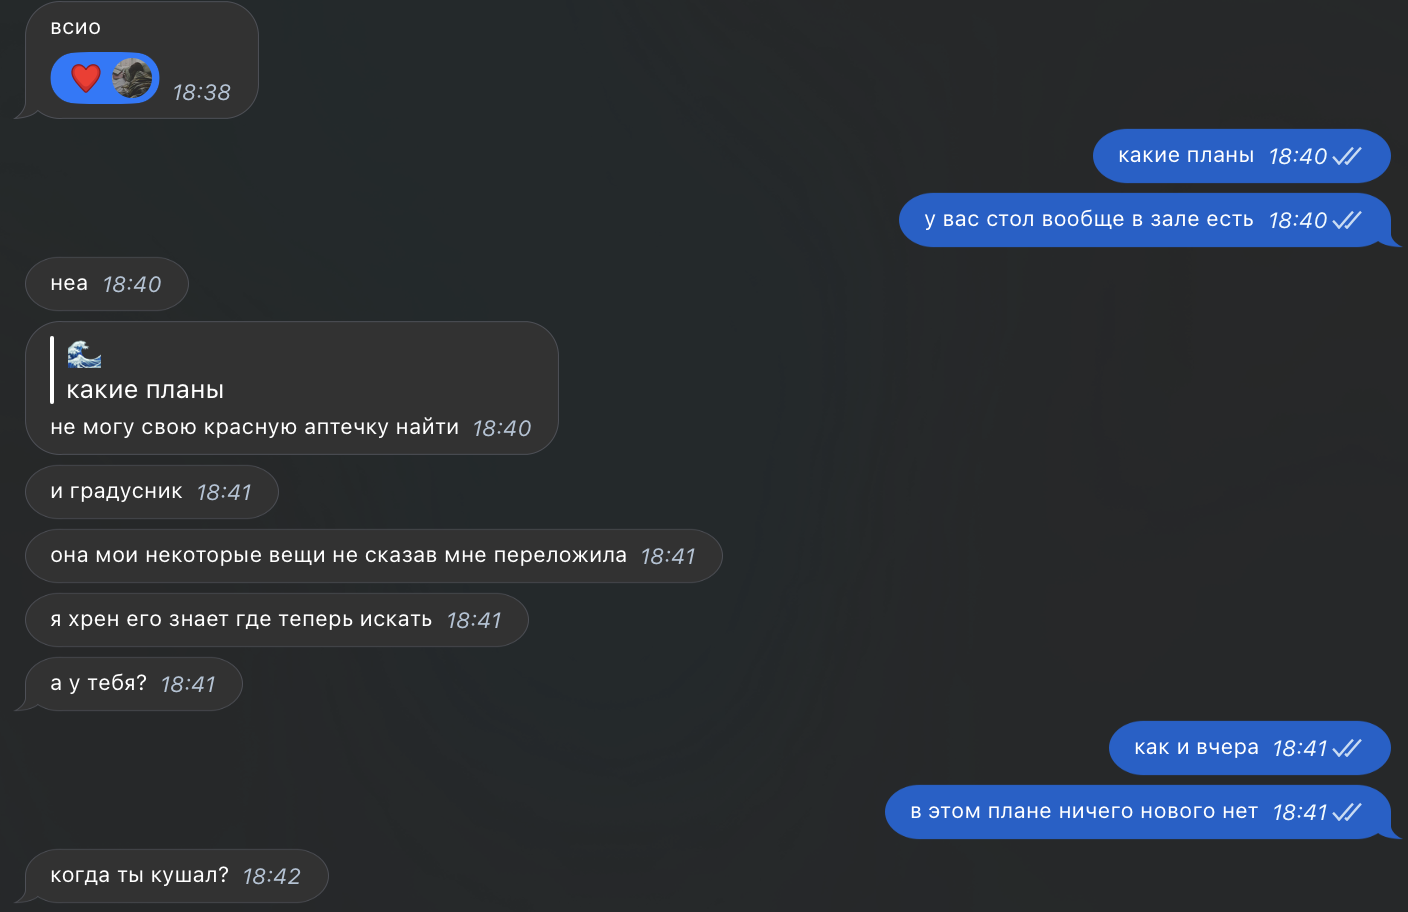 всио
❤️ 18:38
какие планы 18:40
у вас стол вообще в зале есть 18:40
неа 18:40
🌊
какие планы
не могу свою красную аптечку найти 18:40
и градусник 18:41
она мои некоторые вещи не сказав мне переложила 18:41
я хрен его знает где теперь искать 18:41
а у тебя? 18:41
как и вчера 18:41
в этом плане ничего нового нет 18:41
когда ты кушал? 18:42